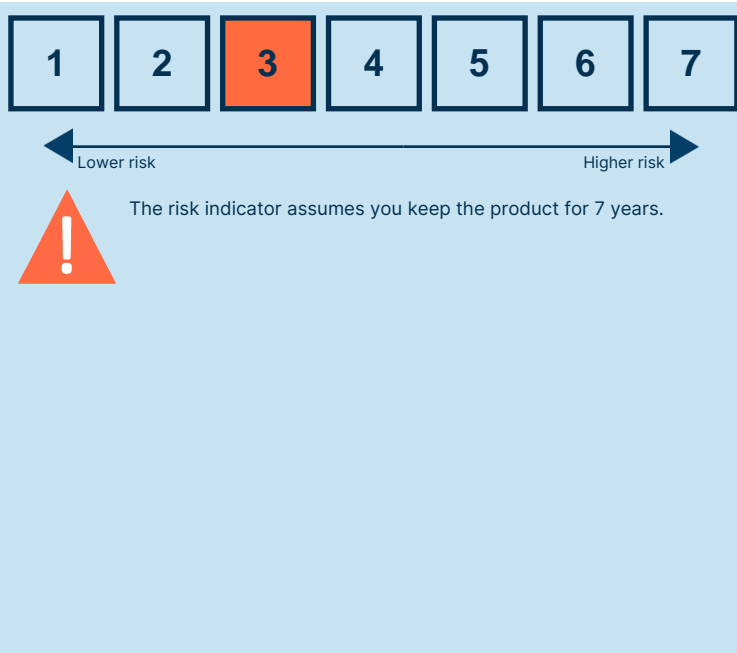 1 2 3 4 5 6 7
Lower risk Higher risk
The risk indicator assumes you keep the product for 7 years.